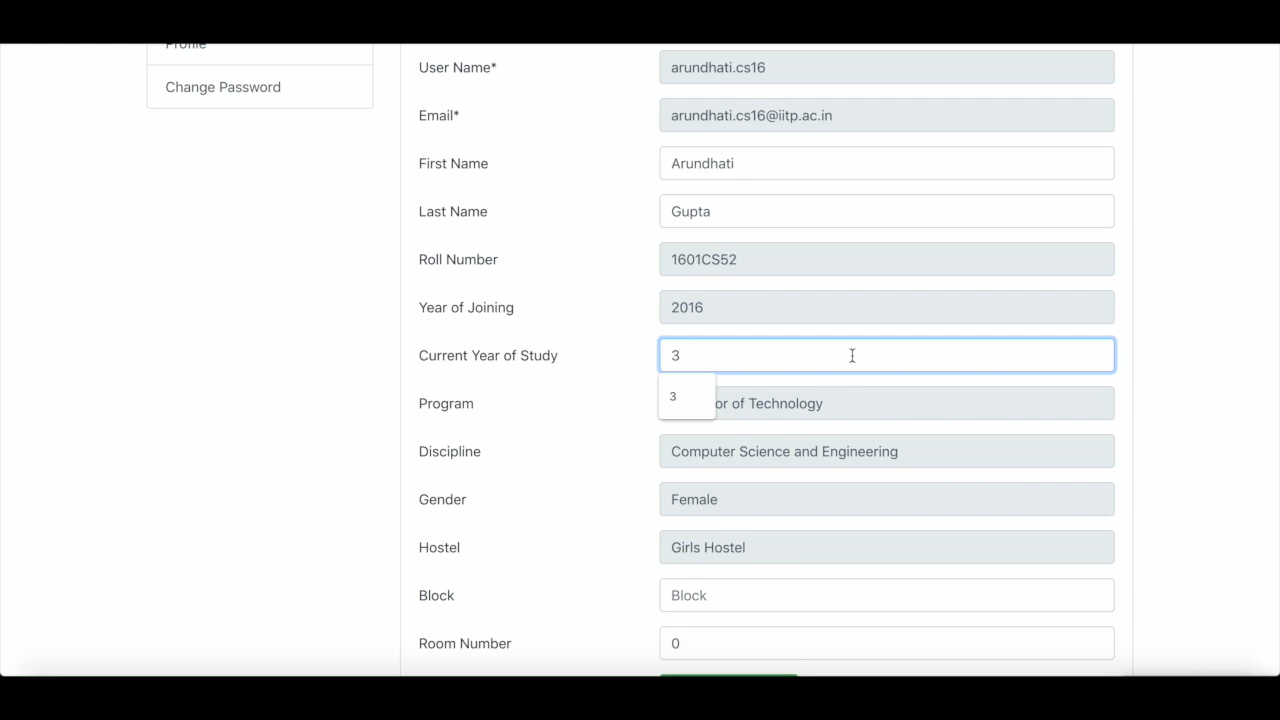 Profile
Change Password
User Name* arundhati.cs16
Email* arundhati.cs16@iitp.ac.in
First Name Arundhati
Last Name Gupta
Roll Number 1601CS52
Year of Joining 2016
Current Year of Study 3
3
Program or of Technology
Discipline Computer Science and Engineering
Gender Female
Hostel Girls Hostel
Block Block
Room Number 0